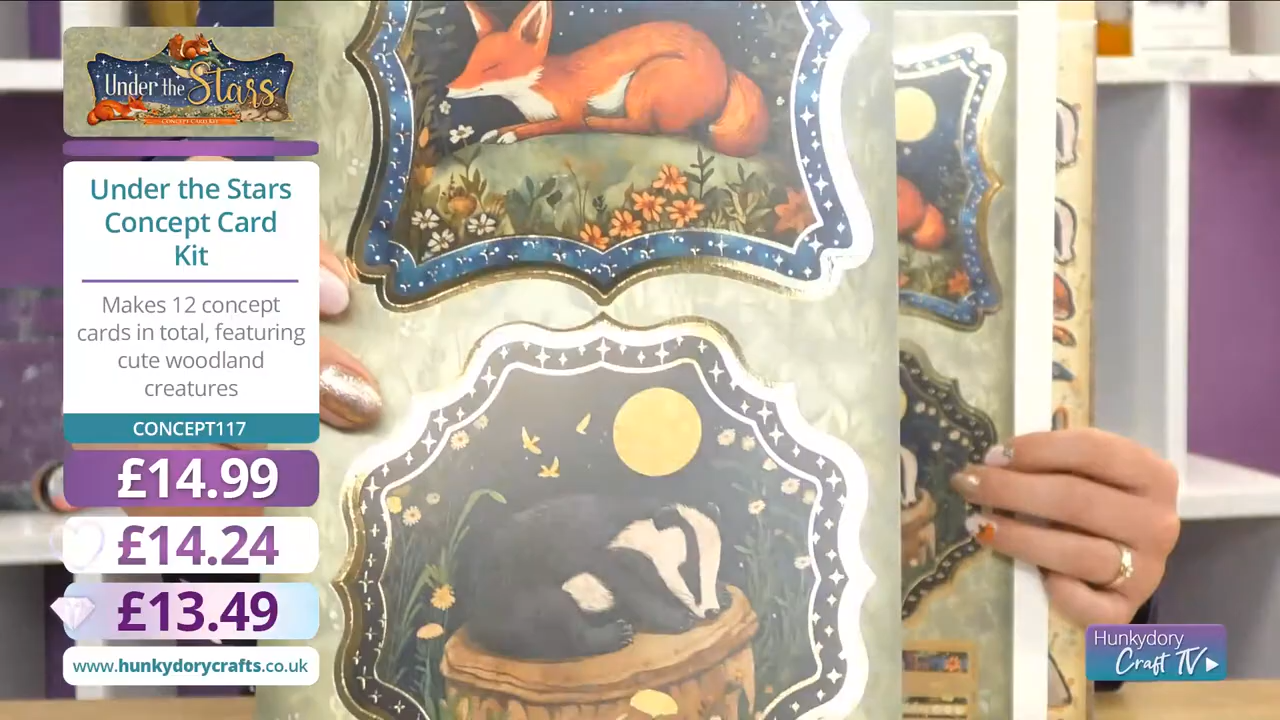 Under the Stars
CONCEPT CARD KIT
Under the Stars
Concept Card
Kit
Makes 12 concept
cards in total, featuring
cute woodland
creatures
CONCEPT117
£14.99
£14.24
£13.49
www.hunkydorycrafts.co.uk
Hunkydory
Craft TV